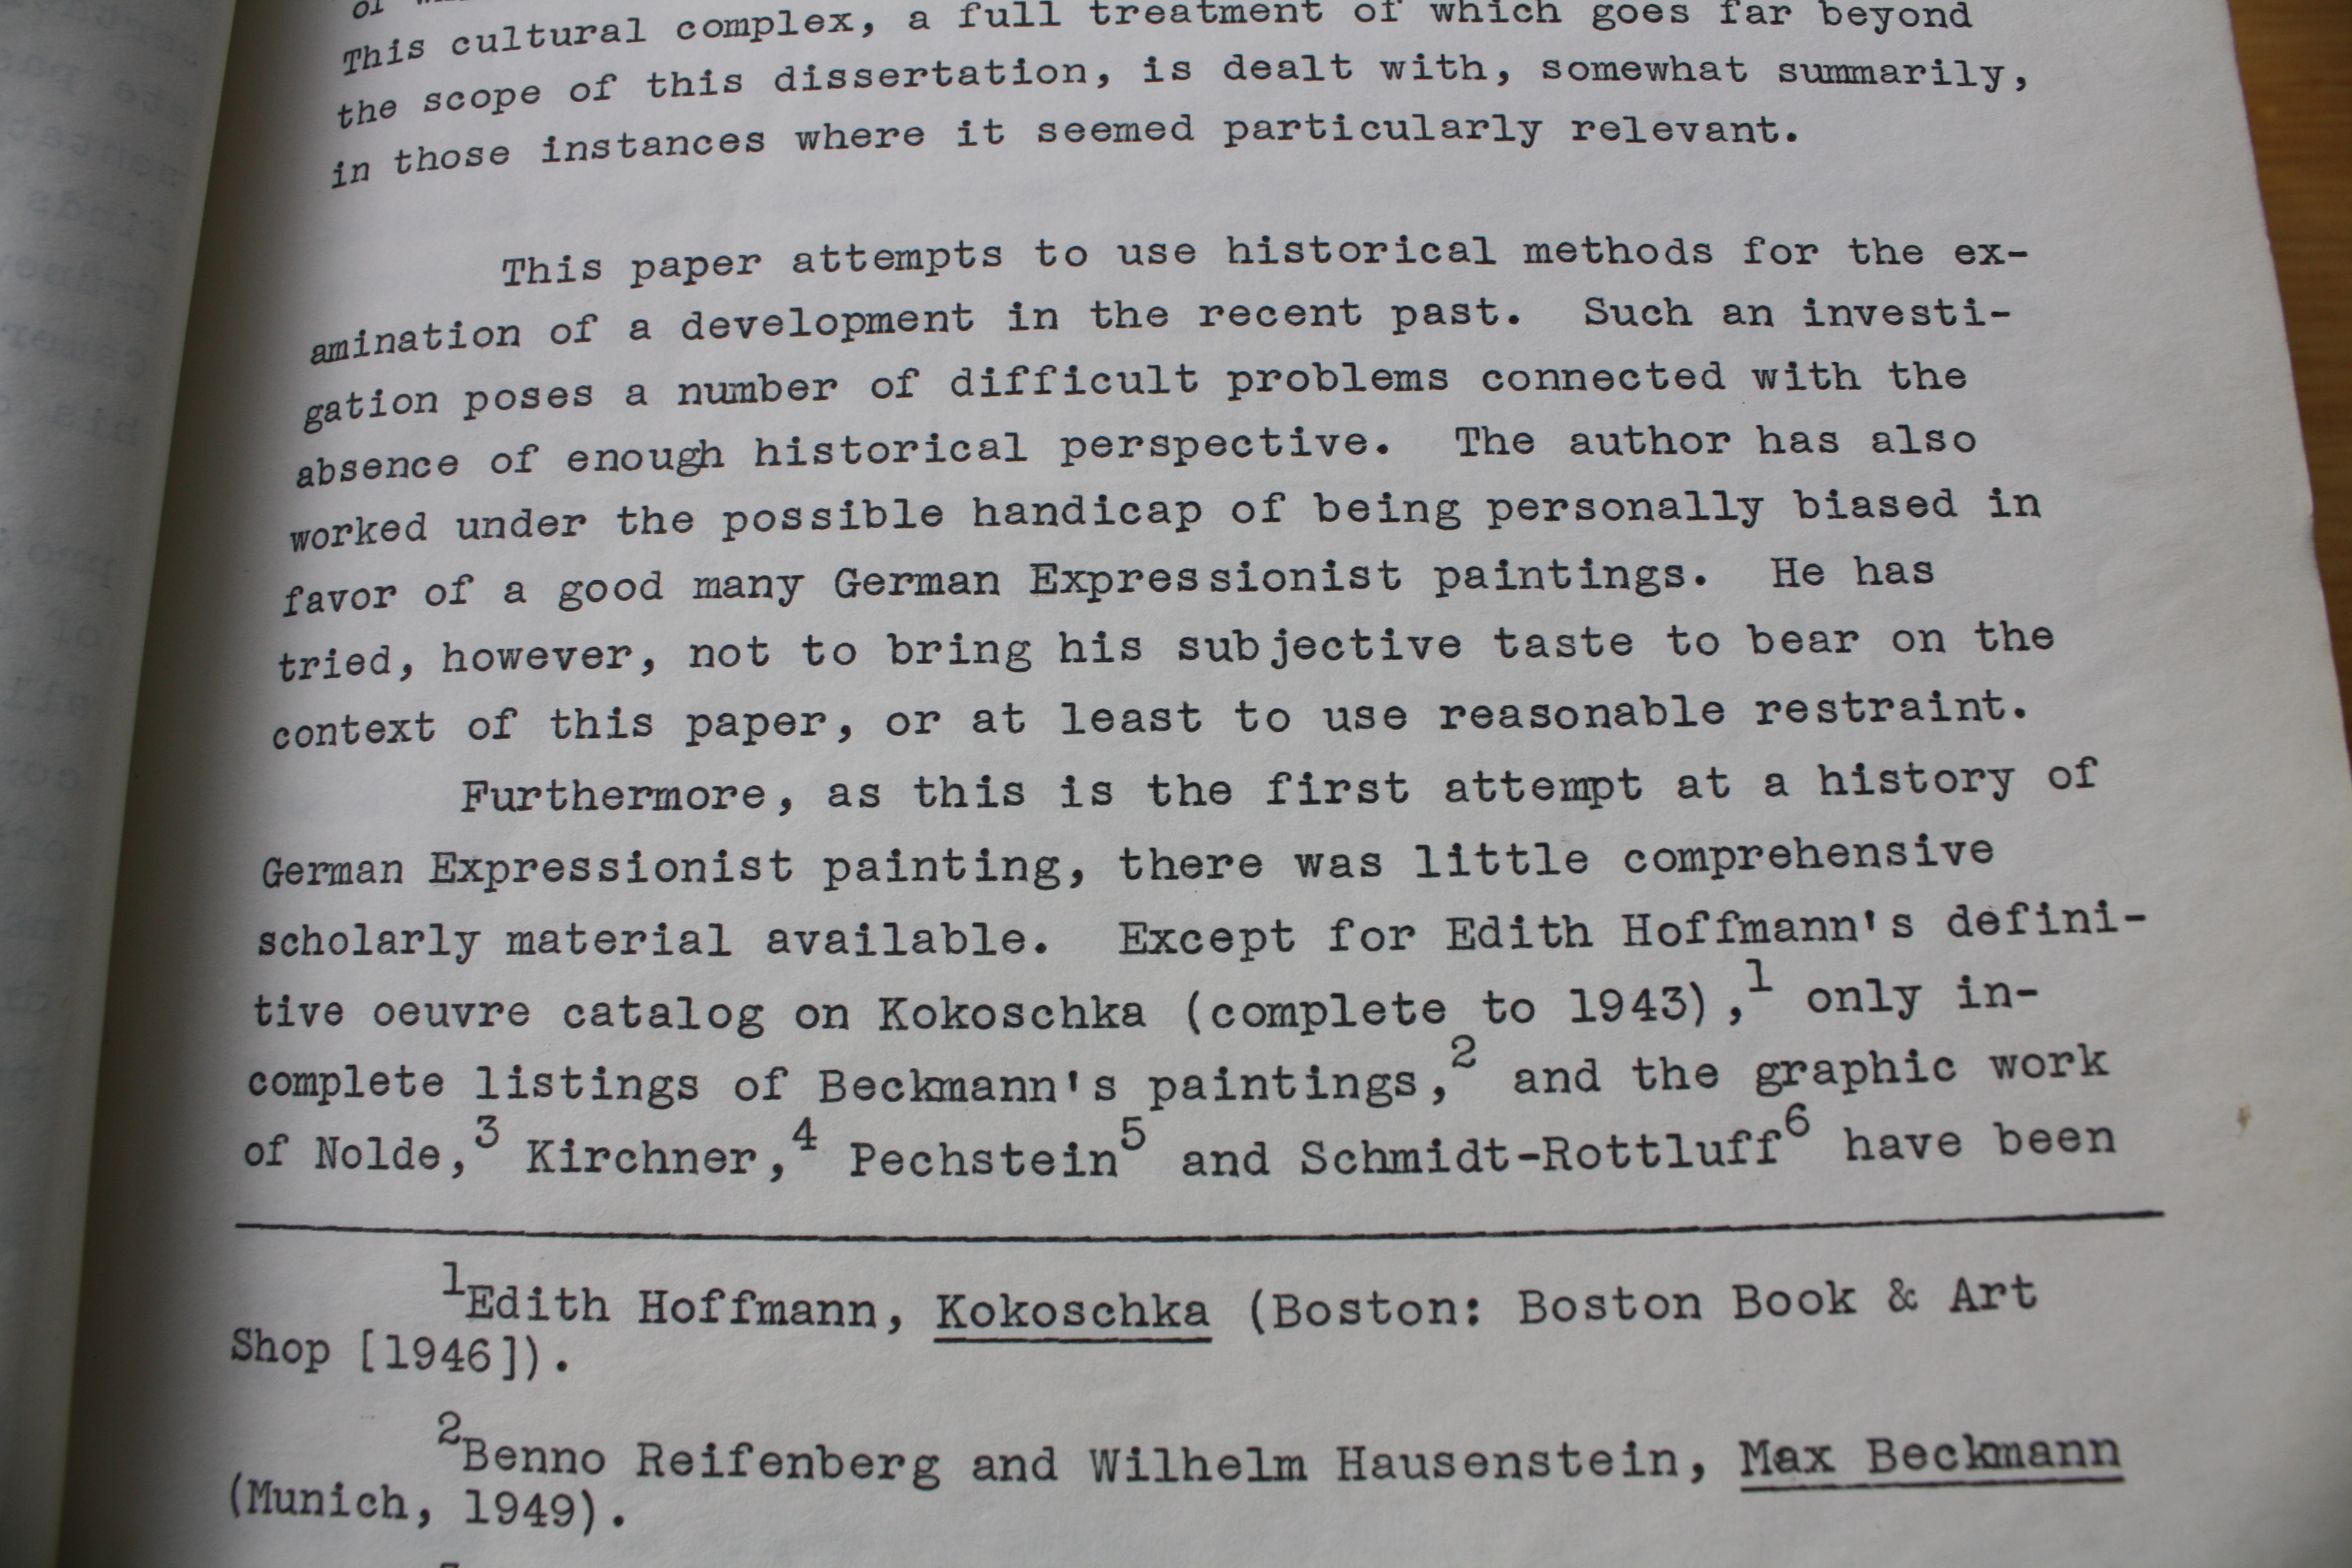 of
This cultural complex, a full treatment of which goes far beyond
the scope of this dissertation, is dealt with, somewhat summarily,
in those instances where it seemed particularly relevant.
This paper attempts to use historical methods for the ex-
amination of a development in the recent past. Such an investi-
gation poses a number of difficult problems connected with the
absence of enough historical perspective. The author has also
worked under the possible handicap of being personally biased in
favor of a good many German Expressionist paintings. He has
tried, however, not to bring his subjective taste to bear on the
context of this paper, or at least to use reasonable restraint.
Furthermore, as this is the first attempt at a history of
German Expressionist painting, there was little comprehensive
scholarly material available. Except for Edith Hoffmann's defini-
tive oeuvre catalog on Kokoschka (complete to 1943),1 only in-
complete listings of Beckmann's paintings,2 and the graphic work
of Nolde,3 Kirchner,4 Pechstein5 and Schmidt-Rottluff6 have been
1Edith Hoffmann, Kokoschka (Boston: Boston Book & Art
Shop [1946]).
2Benno Reifenberg and Wilhelm Hausenstein, Max Beckmann
(Munich, 1949).